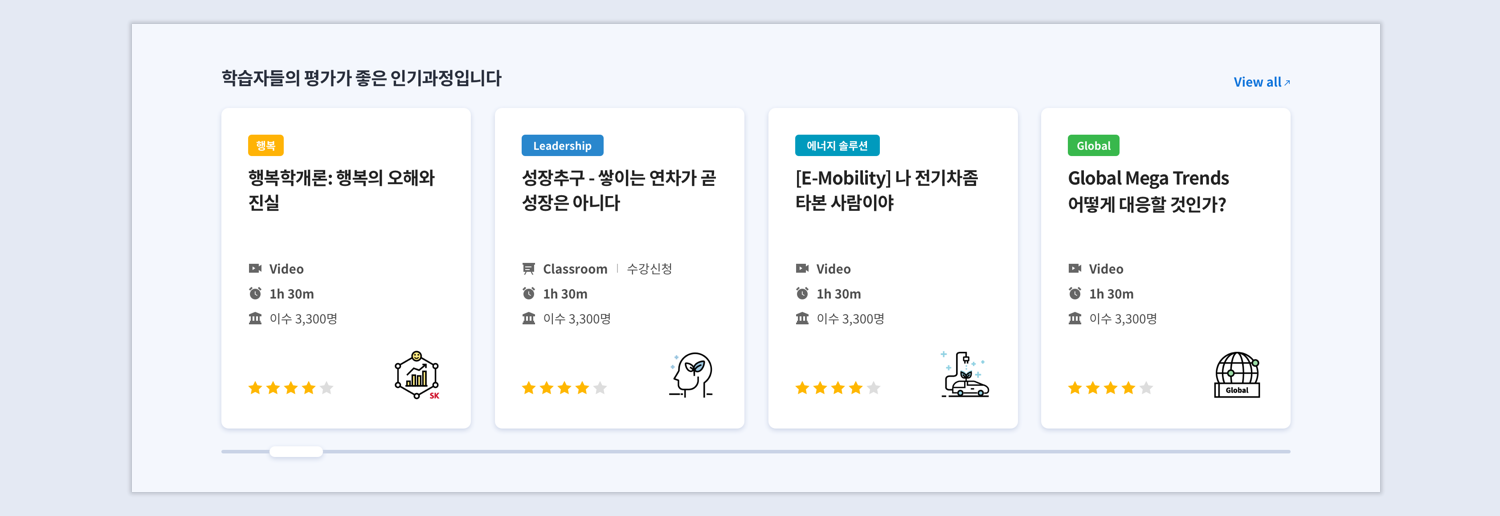 학습자들의 평가가 좋은 인기과정입니다
View all
행복
행복학개론: 행복의 오해와
진실
Video
1h 30m
이수 3,300명
SK
Leadership
성장추구 - 쌓이는 연차가 곧
성장은 아니다
Classroom | 수강신청
1h 30m
이수 3,300명
에너지 솔루션
[E-Mobility] 나 전기차좀
타본 사람이야
Video
1h 30m
이수 3,300명
Global
Global Mega Trends
어떻게 대응할 것인가?
Video
1h 30m
이수 3,300명
Global